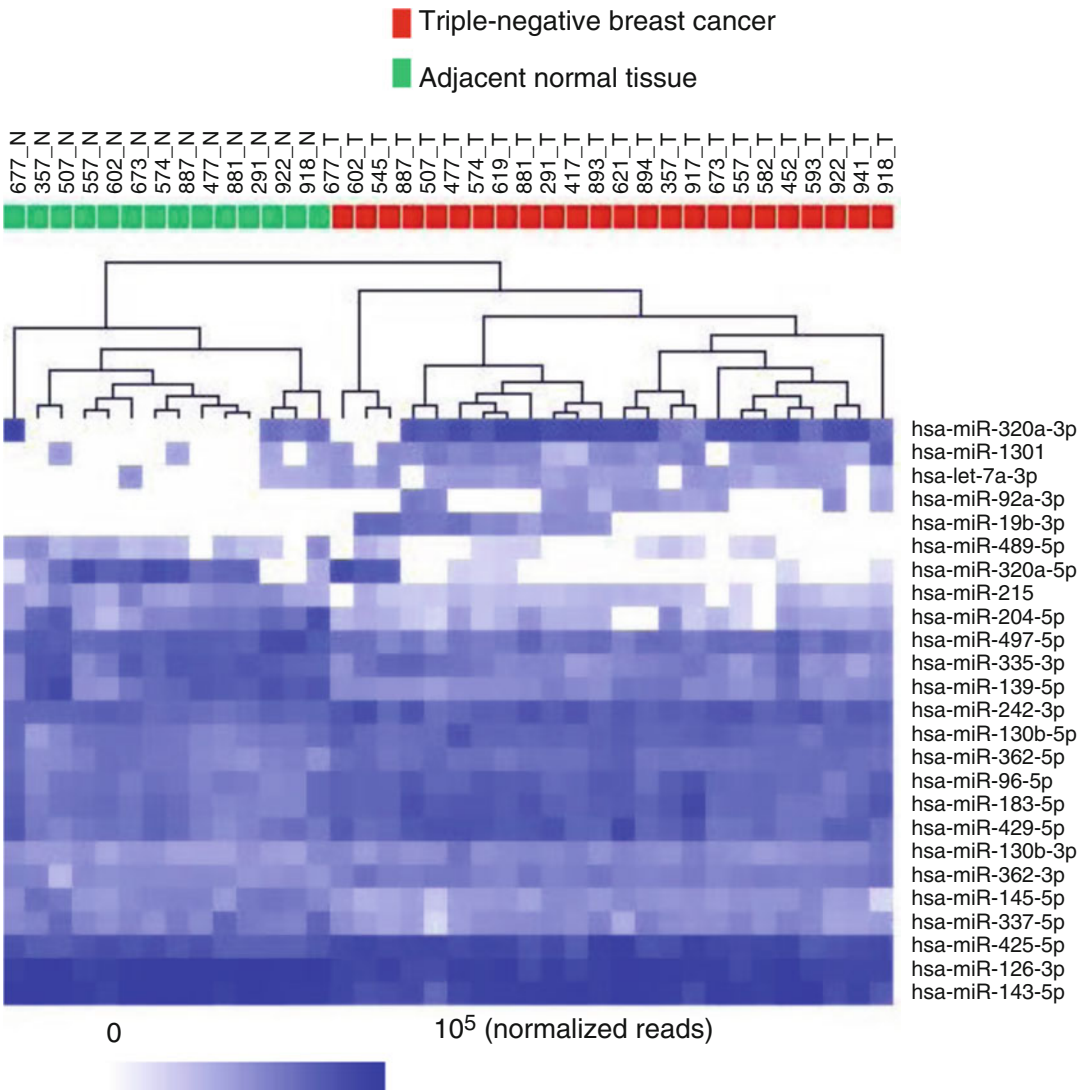 Triple-negative breast cancer
Adjacent normal tissue
677_N
357_N
507_N
557_N
602_N
673_N
574_N
887_N
477_N
881_N
291_N
922_N
918_N
677_T
602_T
545_T
887_T
507_T
477_T
574_T
619_T
881_T
291_T
417_T
893_T
621_T
894_T
357_T
917_T
673_T
557_T
582_T
452_T
593_T
922_T
941_T
918_T
hsa-miR-320a-3p
hsa-miR-1301
hsa-let-7a-3p
hsa-miR-92a-3p
hsa-miR-19b-3p
hsa-miR-489-5p
hsa-miR-320a-5p
hsa-miR-215
hsa-miR-204-5p
hsa-miR-497-5p
hsa-miR-335-3p
hsa-miR-139-5p
hsa-miR-242-3p
hsa-miR-130b-5p
hsa-miR-362-5p
hsa-miR-96-5p
hsa-miR-183-5p
hsa-miR-429-5p
hsa-miR-130b-3p
hsa-miR-362-3p
hsa-miR-145-5p
hsa-miR-337-5p
hsa-miR-425-5p
hsa-miR-126-3p
hsa-miR-143-5p
0
10⁵ (normalized reads)